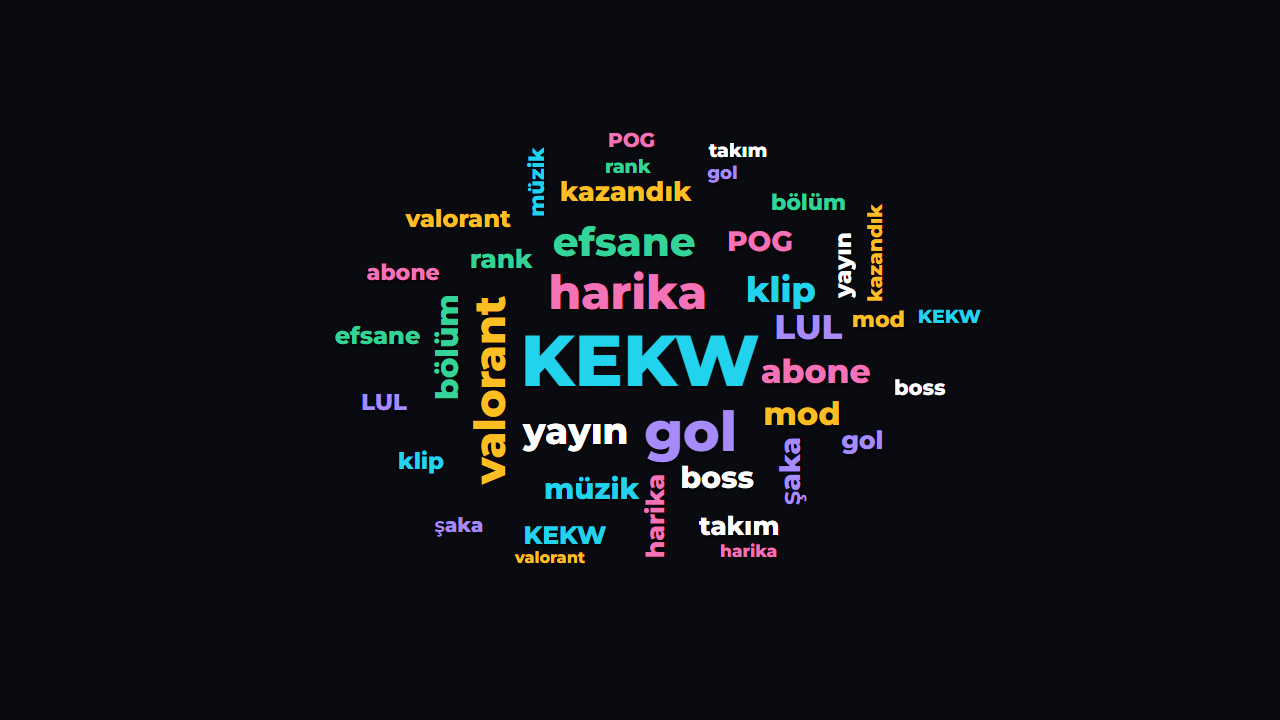 POG
takım
müzik
rank
gol
kazandık
bölüm
valorant
kazandık
efsane
POG
yayın
rank
abone
harika
klip
bölüm
valorant
LUL
mod
KEKW
efsane
KEKW
abone
boss
LUL
mod
yayın
gol
gol
klip
şaka
boss
müzik
harika
şaka
takım
KEKW
harika
valorant